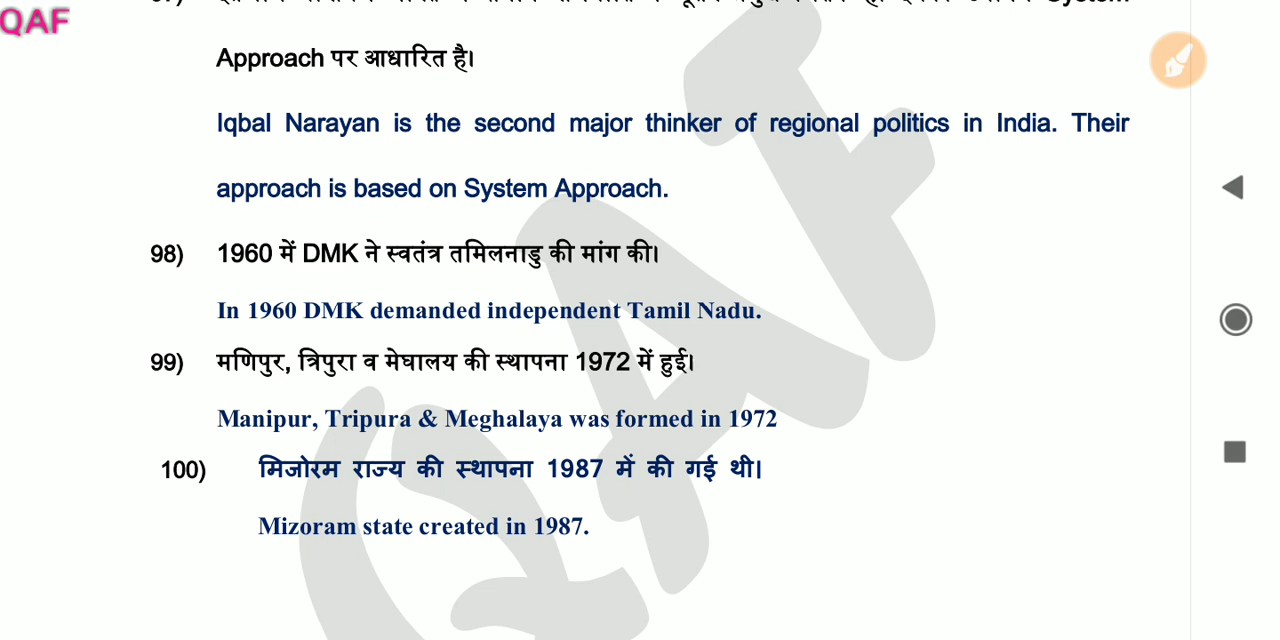 QAF
System
Approach पर आधारित है।
Iqbal Narayan is the second major thinker of regional politics in India. Their
approach is based on System Approach.
98) 1960 में DMK ने स्वतंत्र तमिलनाडु की मांग की।
In 1960 DMK demanded independent Tamil Nadu.
99) मणिपुर, त्रिपुरा व मेघालय की स्थापना 1972 में हुई।
Manipur, Tripura & Meghalaya was formed in 1972
100) मिजोरम राज्य की स्थापना 1987 में की गई थी।
Mizoram state created in 1987.
QAF